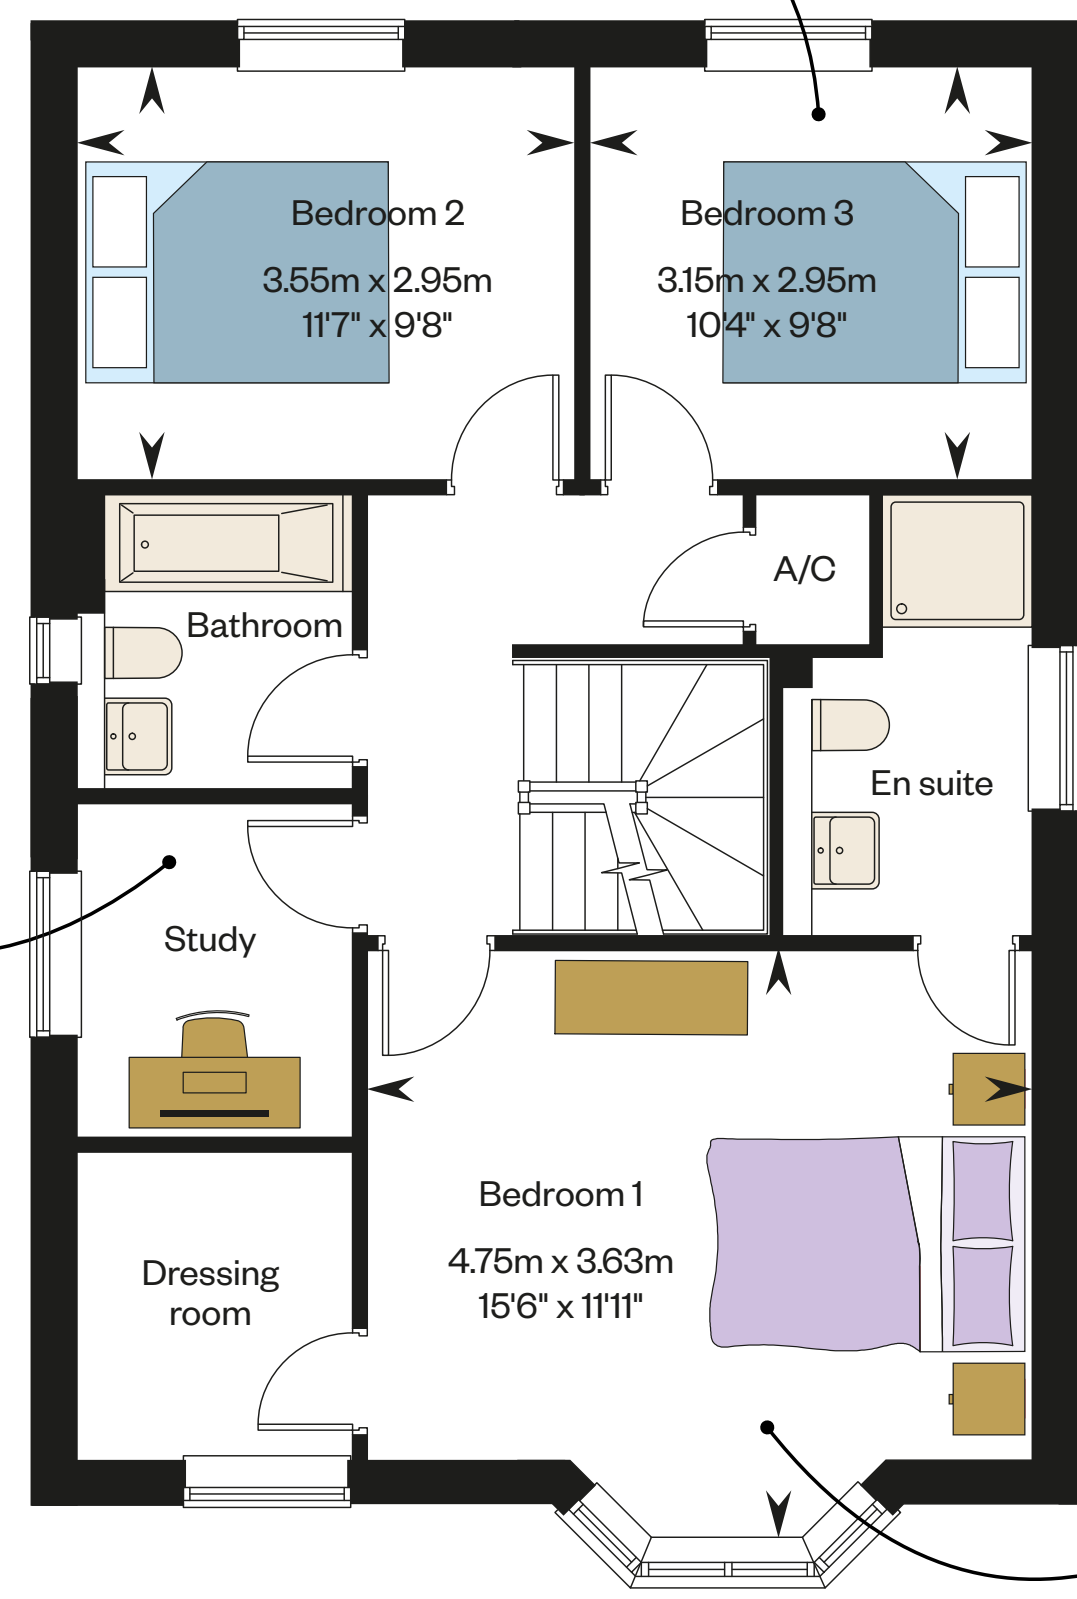 Bedroom 2
3.55m x 2.95m
11'7" x 9'8"
Bedroom 3
3.15m x 2.95m
10'4" x 9'8"
A/C
Bathroom
En suite
Study
Bedroom 1
4.75m x 3.63m
15'6" x 11'11"
Dressing
room